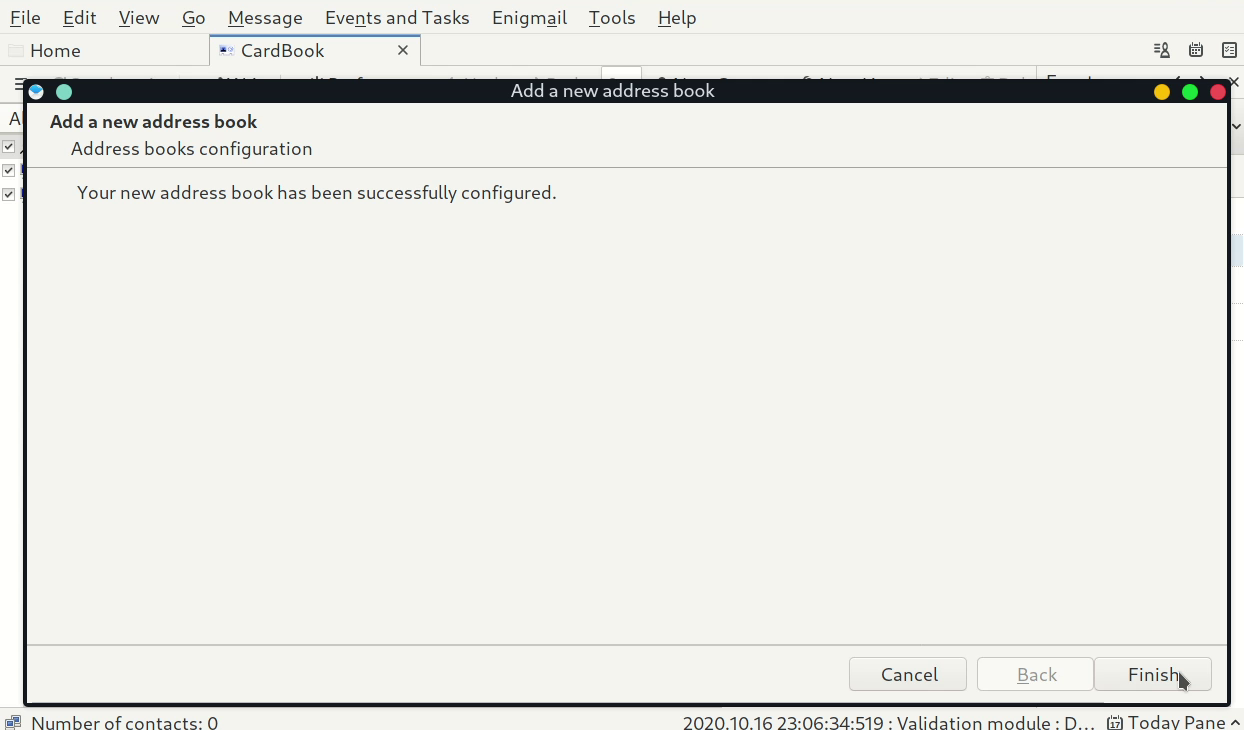 File Edit View Go Message Events and Tasks Enigmail Tools Help
Home CardBook
Add a new address book
Add a new address book
Address books configuration
Your new address book has been successfully configured.
Cancel Back Finish
Number of contacts: 0 2020.10.16 23:06:34:519 : Validation module : D... 17 Today Pane